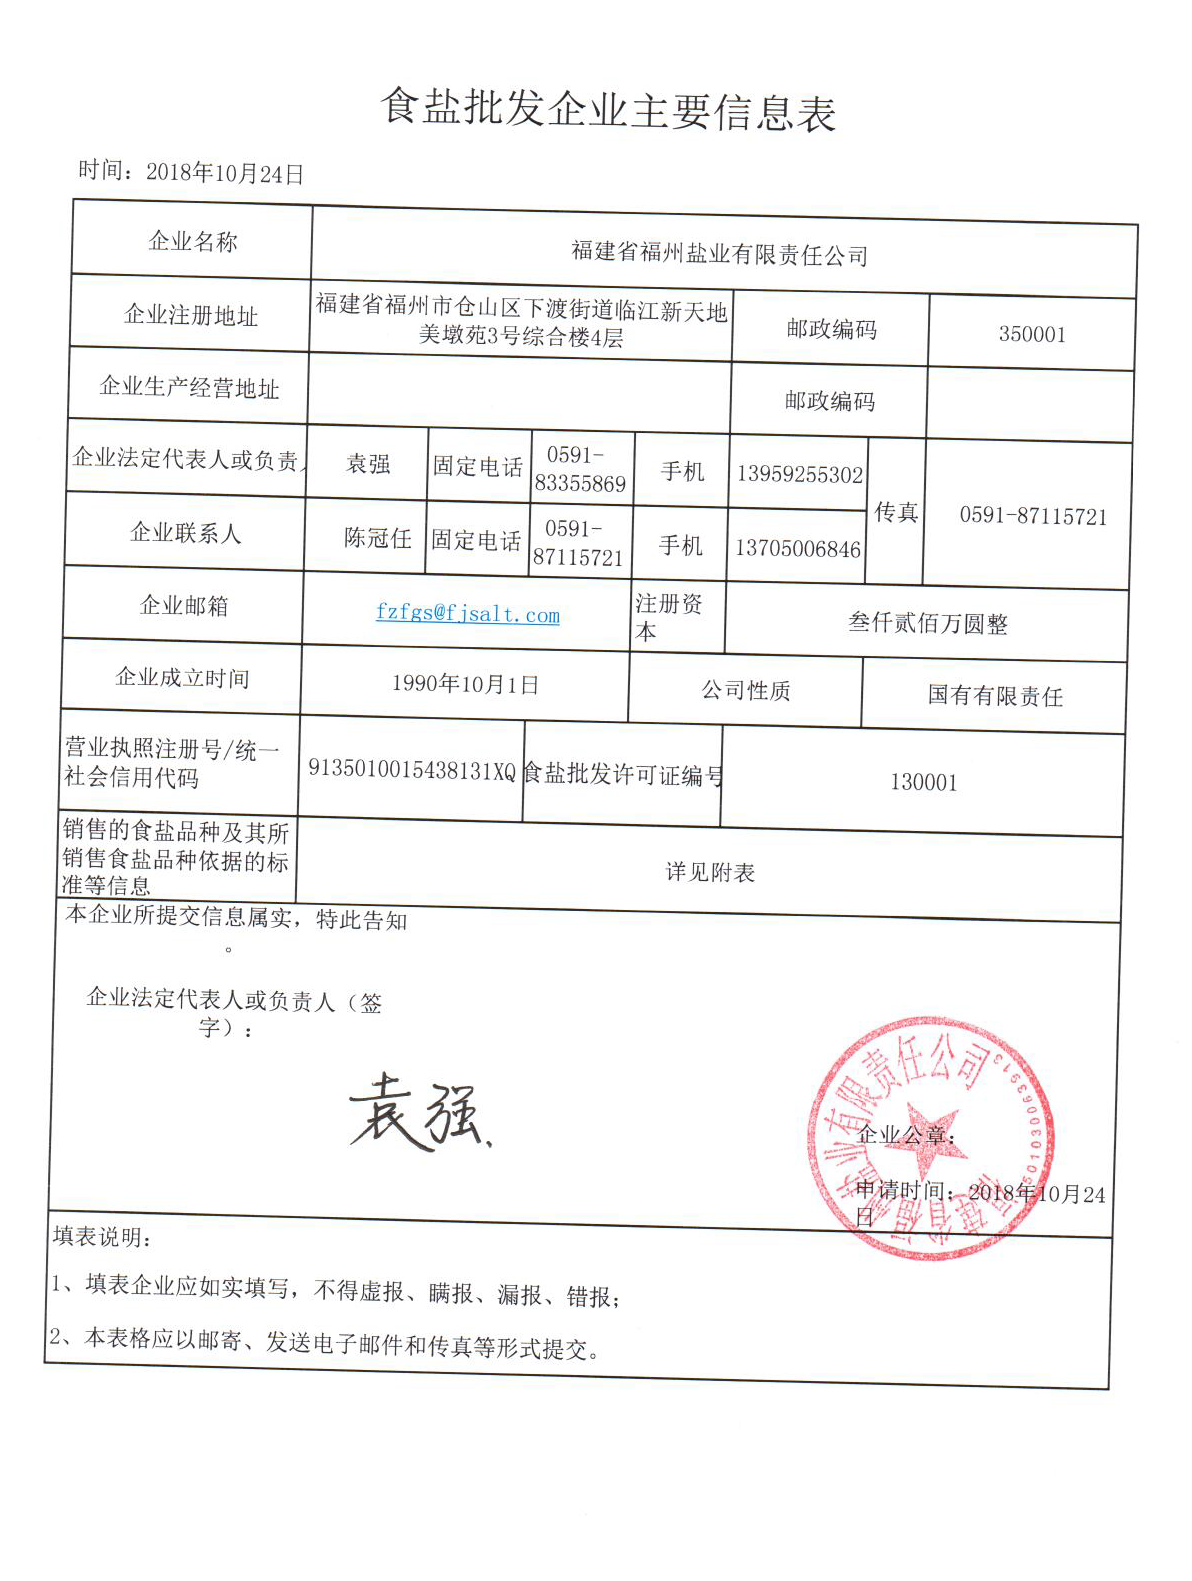 食盐批发企业主要信息表
时间：2018年10月24日
企业名称
福建省福州盐业有限责任公司
企业注册地址
福建省福州市仓山区下渡街道临江新天地
美墩苑3号综合楼4层
邮政编码
350001
企业生产经营地址
邮政编码
企业法定代表人或负责人
袁强
固定电话
0591-
83355869
手机
13959255302
传真
0591-87115721
企业联系人
陈冠任
固定电话
0591-
87115721
手机
13705006846
企业邮箱
fzfgs@fjsalt.com
注册资
本
叁仟贰佰万圆整
企业成立时间
1990年10月1日
公司性质
国有有限责任
营业执照注册号/统一
社会信用代码
9135010015438131XQ
食盐批发许可证编号
130001
销售的食盐品种及其所
销售食盐品种依据的标
准等信息
详见附表
本企业所提交信息属实，特此告知
。
企业法定代表人或负责人（签
字）：
袁强
福建省福州盐业有限责任公司
企业公章：
申请时间：2018年10月24
日
填表说明：
1、填表企业应如实填写，不得虚报、瞒报、漏报、错报；
2、本表格应以邮寄、发送电子邮件和传真等形式提交。